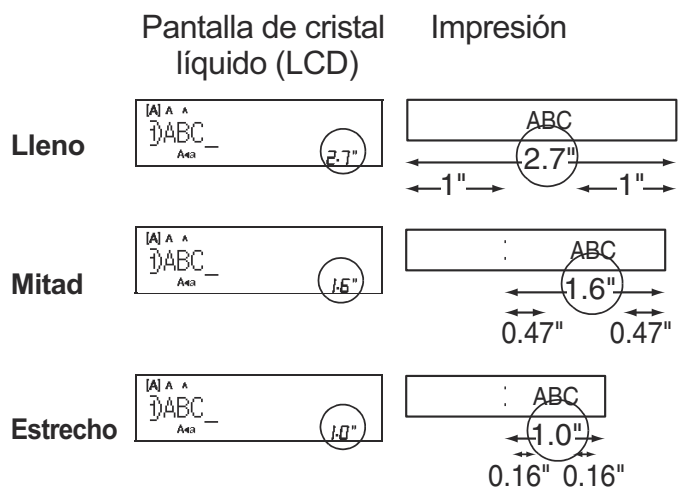 Pantalla de cristal
líquido (LCD)
Impresión
Lleno
[A] A A
1)ABC_
A◂a
2.7"
ABC
2.7"
1"
1"
Mitad
[A] A A
1)ABC_
A◂a
1.6"
ABC
1.6"
0.47"
0.47"
Estrecho
[A] A A
1)ABC_
A◂a
1.0"
ABC
1.0"
0.16"
0.16"